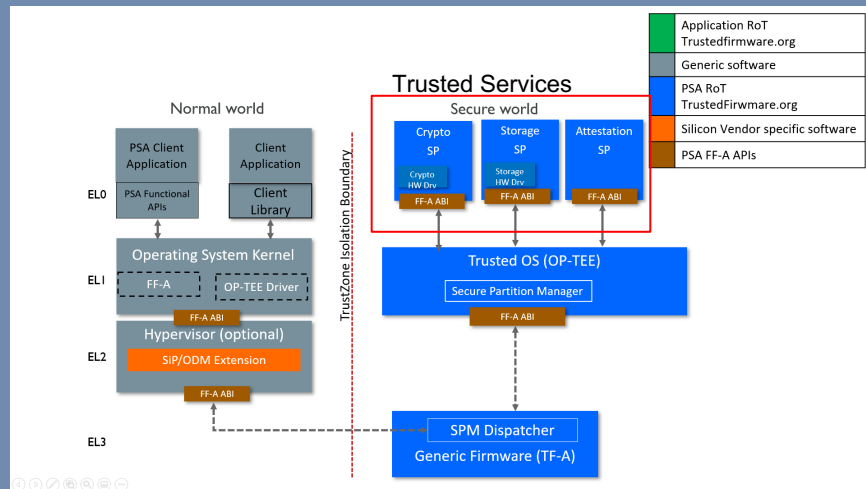 Application RoT
Trustedfirmware.org
Generic software
PSA RoT
TrustedFirwmare.org
Silicon Vendor specific software
PSA FF-A APIs
Trusted Services
Normal world
Secure world
PSA Client
Application
PSA Functional
APIs
Client
Application
Client
Library
Crypto
SP
Crypto
HW Drv
FF-A ABI
Storage
SP
Storage
HW Drv
FF-A ABI
Attestation
SP
FF-A ABI
EL0
TrustZone Isolation Boundary
Operating System Kernel
FF-A
OP-TEE Driver
FF-A ABI
EL1
Trusted OS (OP-TEE)
Secure Partition Manager
FF-A ABI
Hypervisor (optional)
SiP/ODM Extension
FF-A ABI
EL2
EL3
SPM Dispatcher
Generic Firmware (TF-A)